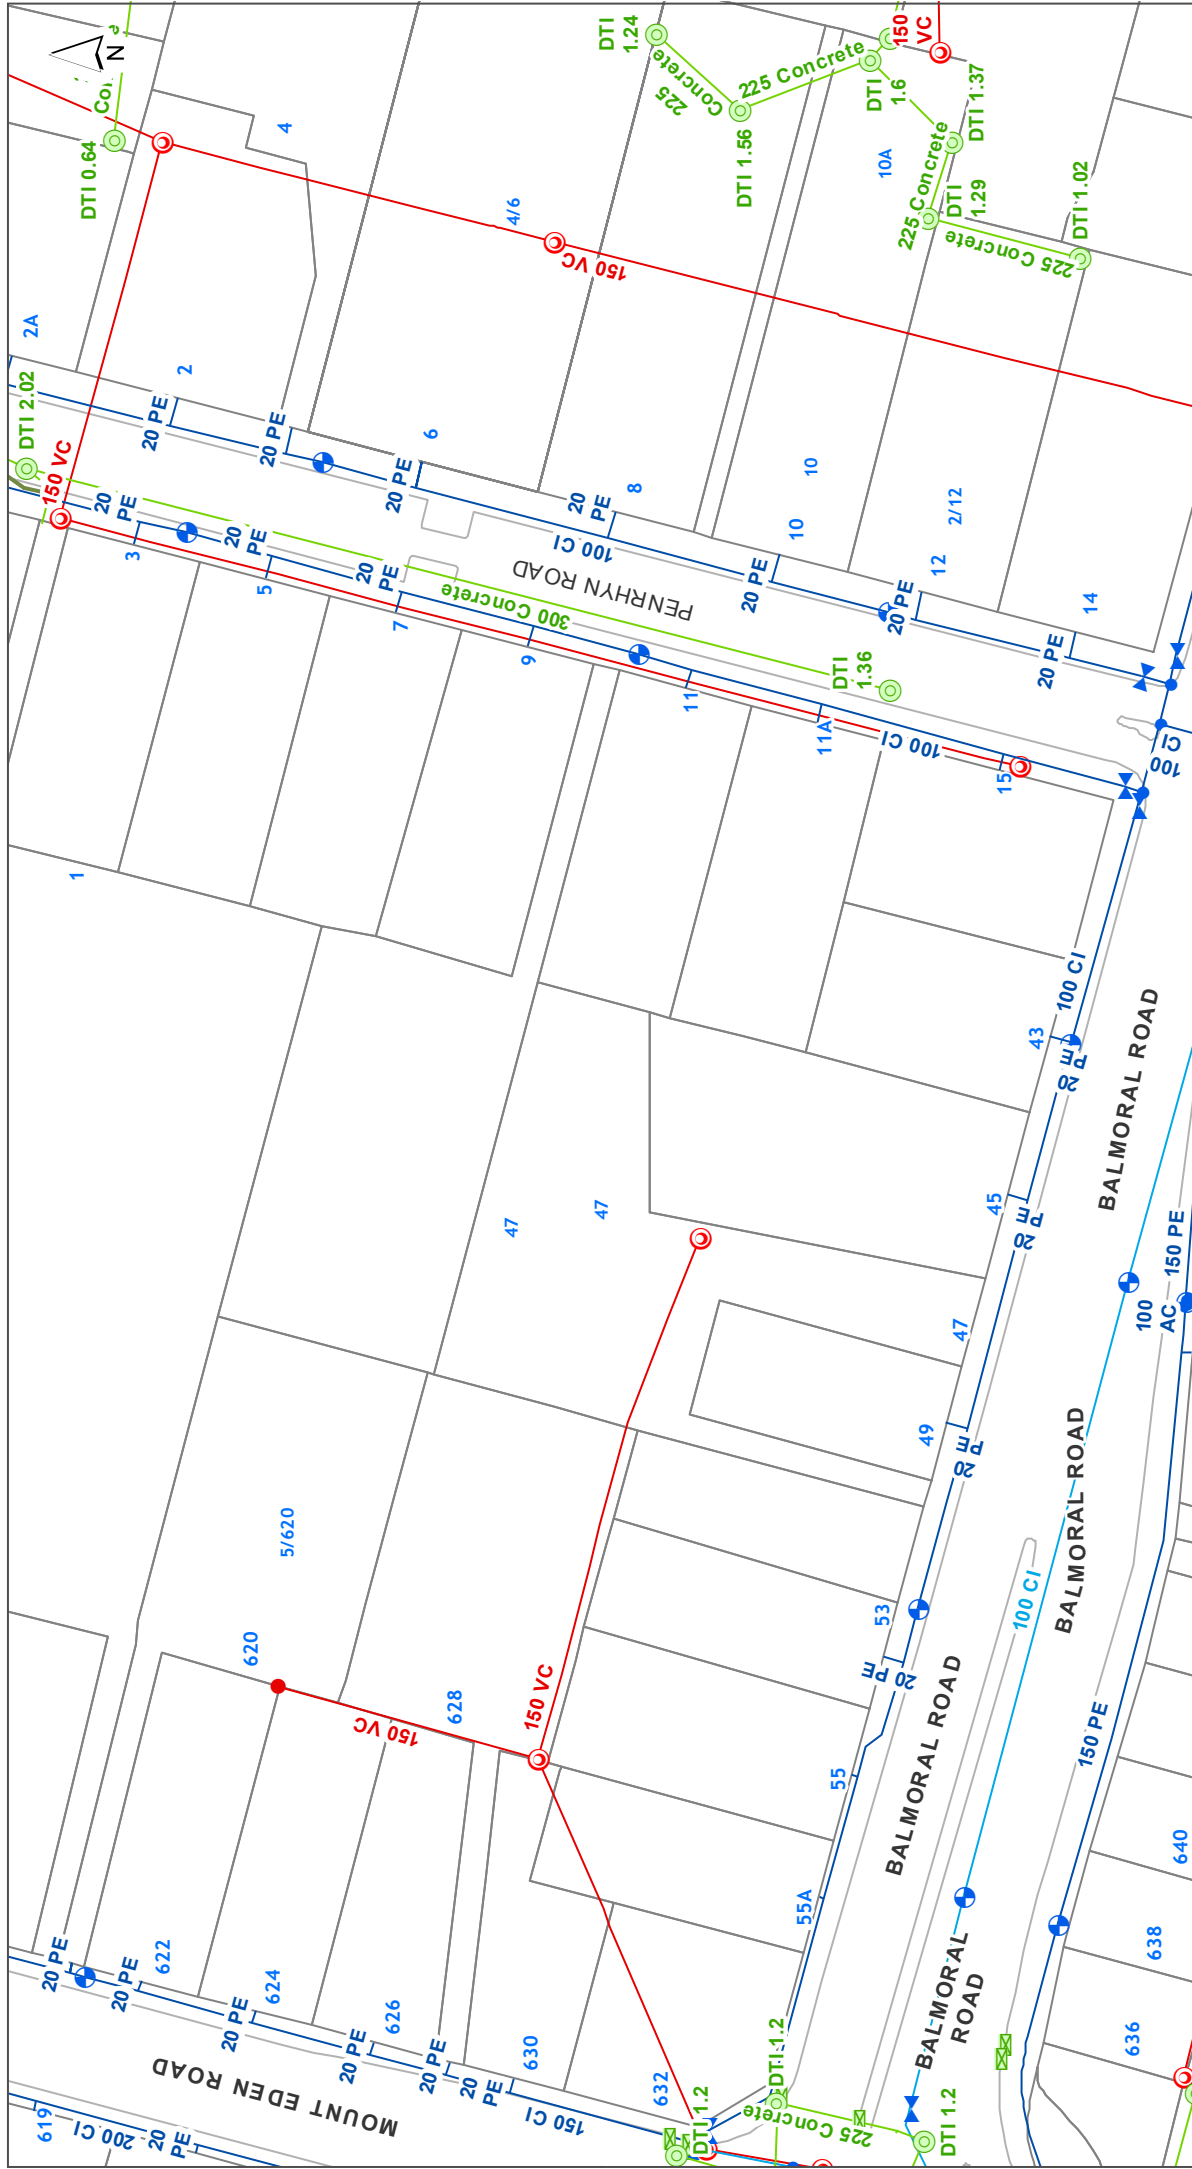 N
Co
DTI 0.64
4
DTI
1.24
225
Concrete
225 Concrete
DTI 1.56
DTI
1.6
150
VC
DTI 1.37
10A
225 Concrete
DTI
1.29
225 Concrete
DTI 1.02
2A
2
4/6
150 VC
DTI 2.02
150 VC
20 PE
20 PE
20 PE
20
PE
20 PE
20 PE
6
8
10
10
2/12
12
14
100 CI
20
PE
20
PE
20
PE
3
5
7
9
11
11A
15
PENRHYN ROAD
300 Concrete
DTI
1.36
100 CI
100
CI
1
47
47
43
45
47
49
53
55
55A
100 CI
20
PE
20
PE
20
PE
20 PE
BALMORAL ROAD
BALMORAL ROAD
BALMORAL ROAD
BALMORAL
ROAD
100
AC
150 PE
100 CI
150 PE
5/620
620
628
150 VC
150 VC
622
624
626
630
632
20 PE
20 PE
20 PE
20 PE
20 PE
20 PE
MOUNT EDEN ROAD
619
200 CI
20
PE
150 CI
DTI 1.2
DTI 1.2
225 Concrete
DTI 1.2
636
638
640